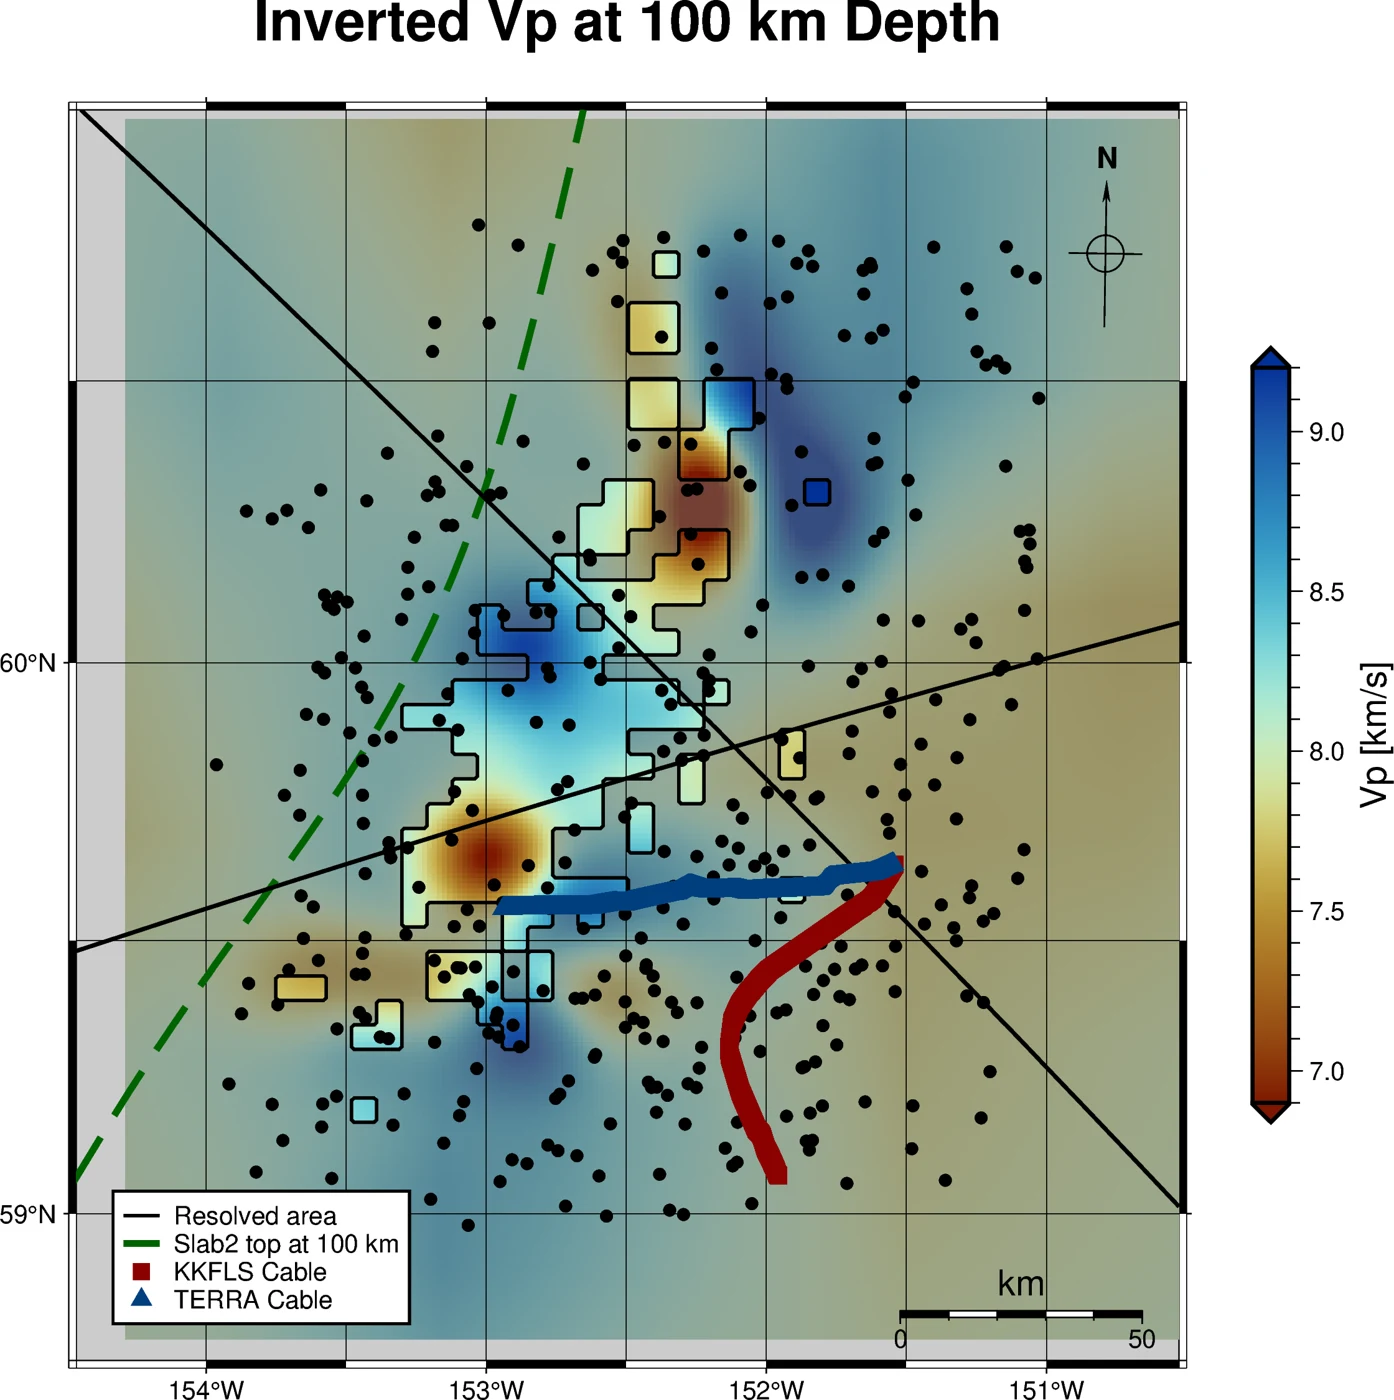 Inverted Vp at 100 km Depth
N
9.0
8.5
8.0
7.5
7.0
Vp [km/s]
60°N
59°N
Resolved area
Slab2 top at 100 km
KKFLS Cable
TERRA Cable
km
0 50
154°W 153°W 152°W 151°W